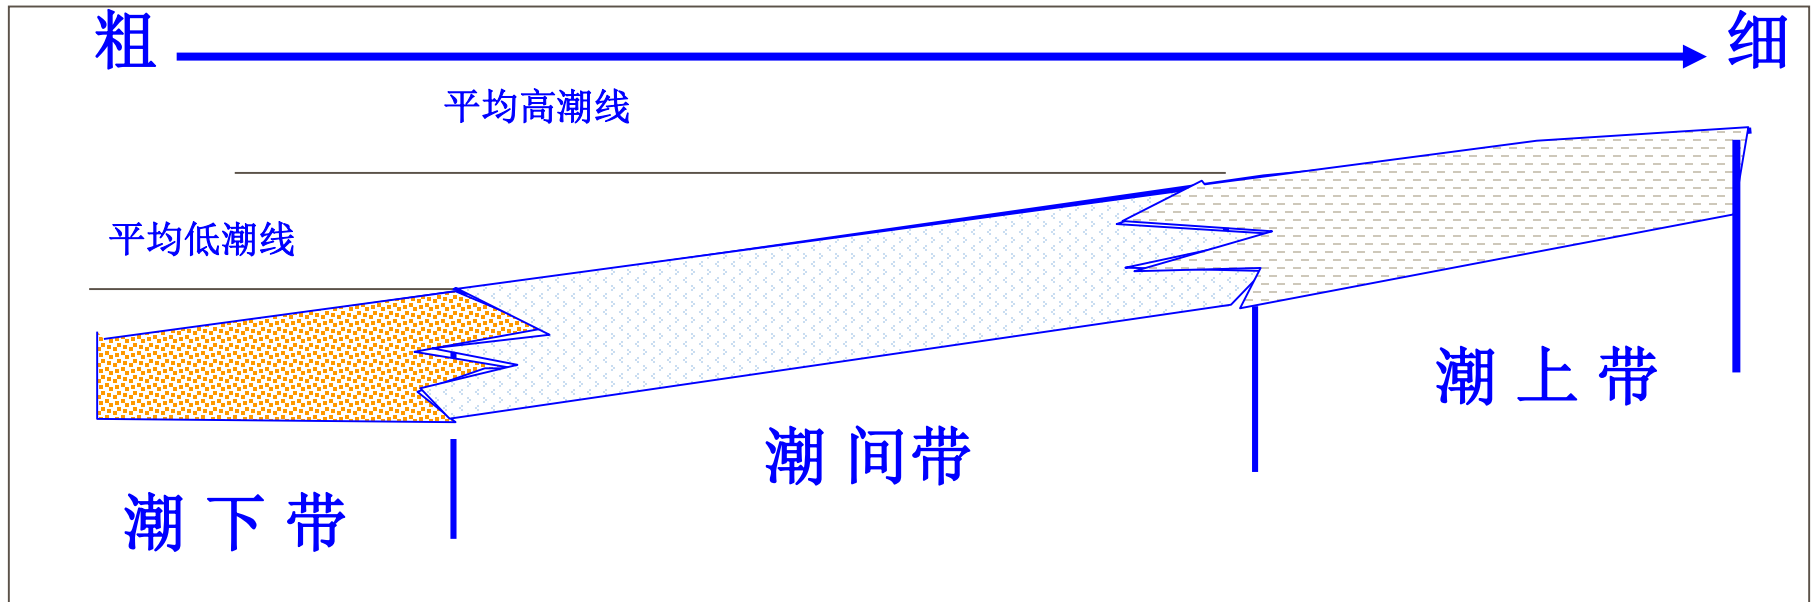 粗 细
平均高潮线
平均低潮线
潮上带
潮间带
潮下带